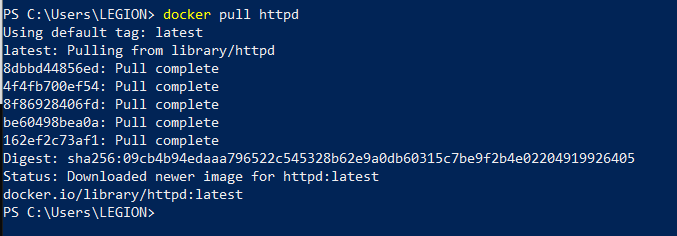 PS C:\Users\LEGION> docker pull httpd
Using default tag: latest
latest: Pulling from library/httpd
8dbbd44856ed: Pull complete
4f4fb700ef54: Pull complete
8f86928406fd: Pull complete
be60498bea0a: Pull complete
162ef2c73af1: Pull complete
Digest: sha256:09cb4b94edaaa796522c545328b62e9a0db60315c7be9f2b4e02204919926405
Status: Downloaded newer image for httpd:latest
docker.io/library/httpd:latest
PS C:\Users\LEGION>